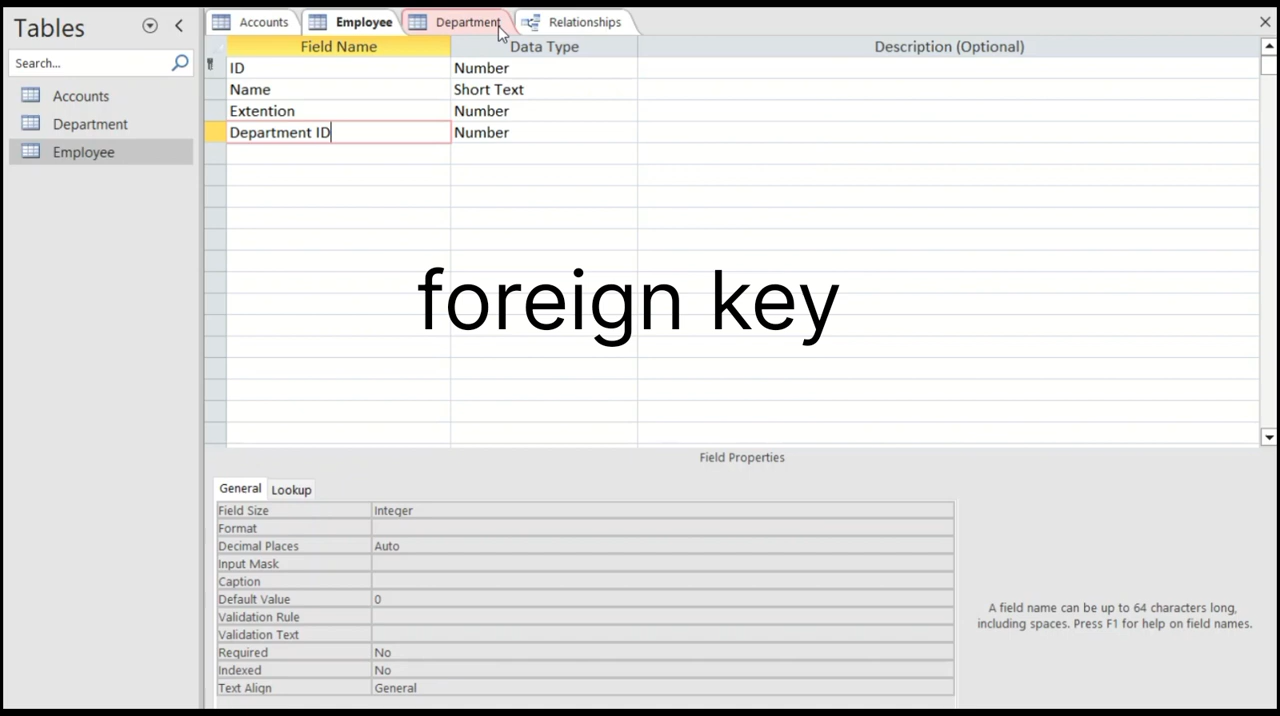 Tables
Search...
Accounts
Department
Employee
Accounts Employee Department Relationships
Field Name Data Type Description (Optional)
ID Number
Name Short Text
Extention Number
Department ID Number
foreign key
Field Properties
General Lookup
Field Size Integer
Format
Decimal Places Auto
Input Mask
Caption
Default Value 0
Validation Rule
Validation Text
Required No
Indexed No
Text Align General
A field name can be up to 64 characters long,
including spaces. Press F1 for help on field names.